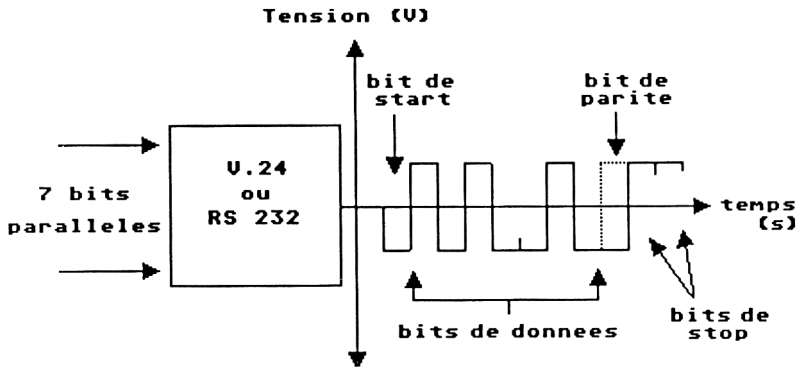 Tension (V)
bit de
start
bit de
parite
V.24
ou
RS 232
7 bits
paralleles
temps
(s)
bits de donnees
bits de
stop